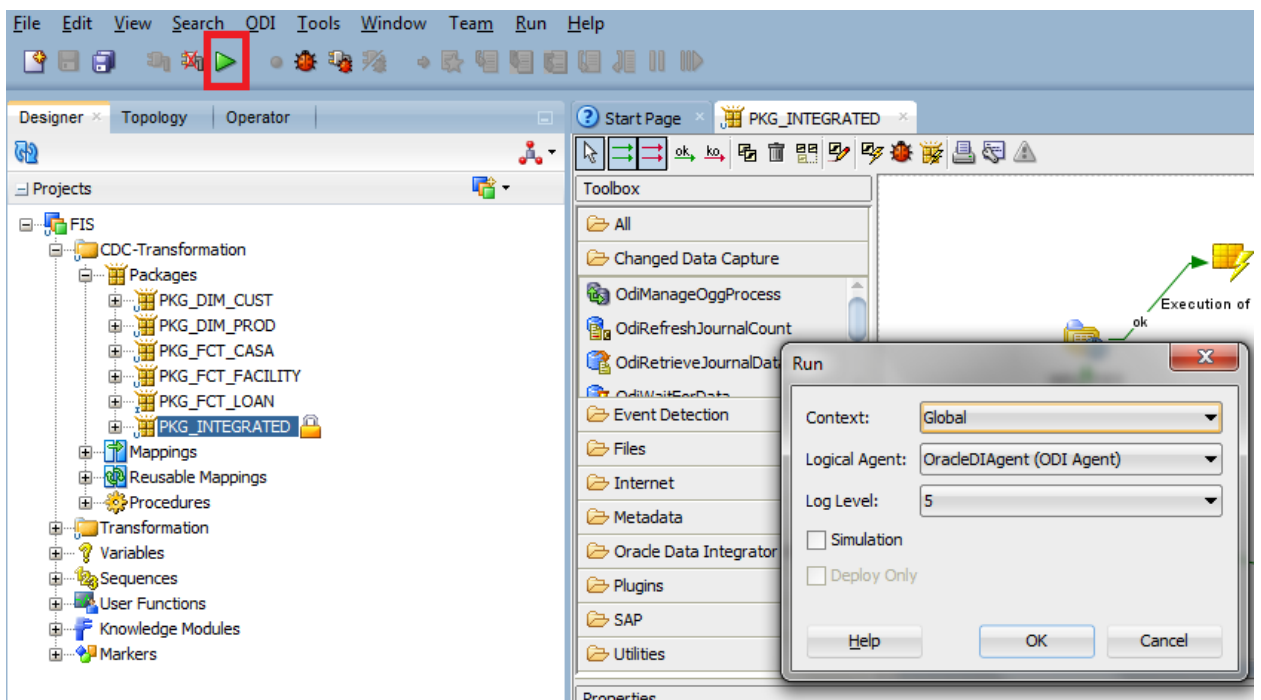 File Edit View Search ODI Tools Window Team Run Help
Designer Topology Operator
Start Page PKG_INTEGRATED
ok ko
Projects
Toolbox
FIS
CDC-Transformation
Packages
PKG_DIM_CUST
PKG_DIM_PROD
PKG_FCT_CASA
PKG_FCT_FACILITY
PKG_FCT_LOAN
PKG_INTEGRATED
Mappings
Reusable Mappings
Procedures
Transformation
Variables
Sequences
User Functions
Knowledge Modules
Markers
All
Changed Data Capture
OdiManageOggProcess
OdiRefreshJournalCount
OdiRetrieveJournalData
OdiWaitForData
Event Detection
Files
Internet
Metadata
Oracle Data Integrator
Plugins
SAP
Utilities
Properties
Execution of
ok
Run
Context: Global
Logical Agent: OracleDIAgent (ODI Agent)
Log Level: 5
Simulation
Deploy Only
Help OK Cancel